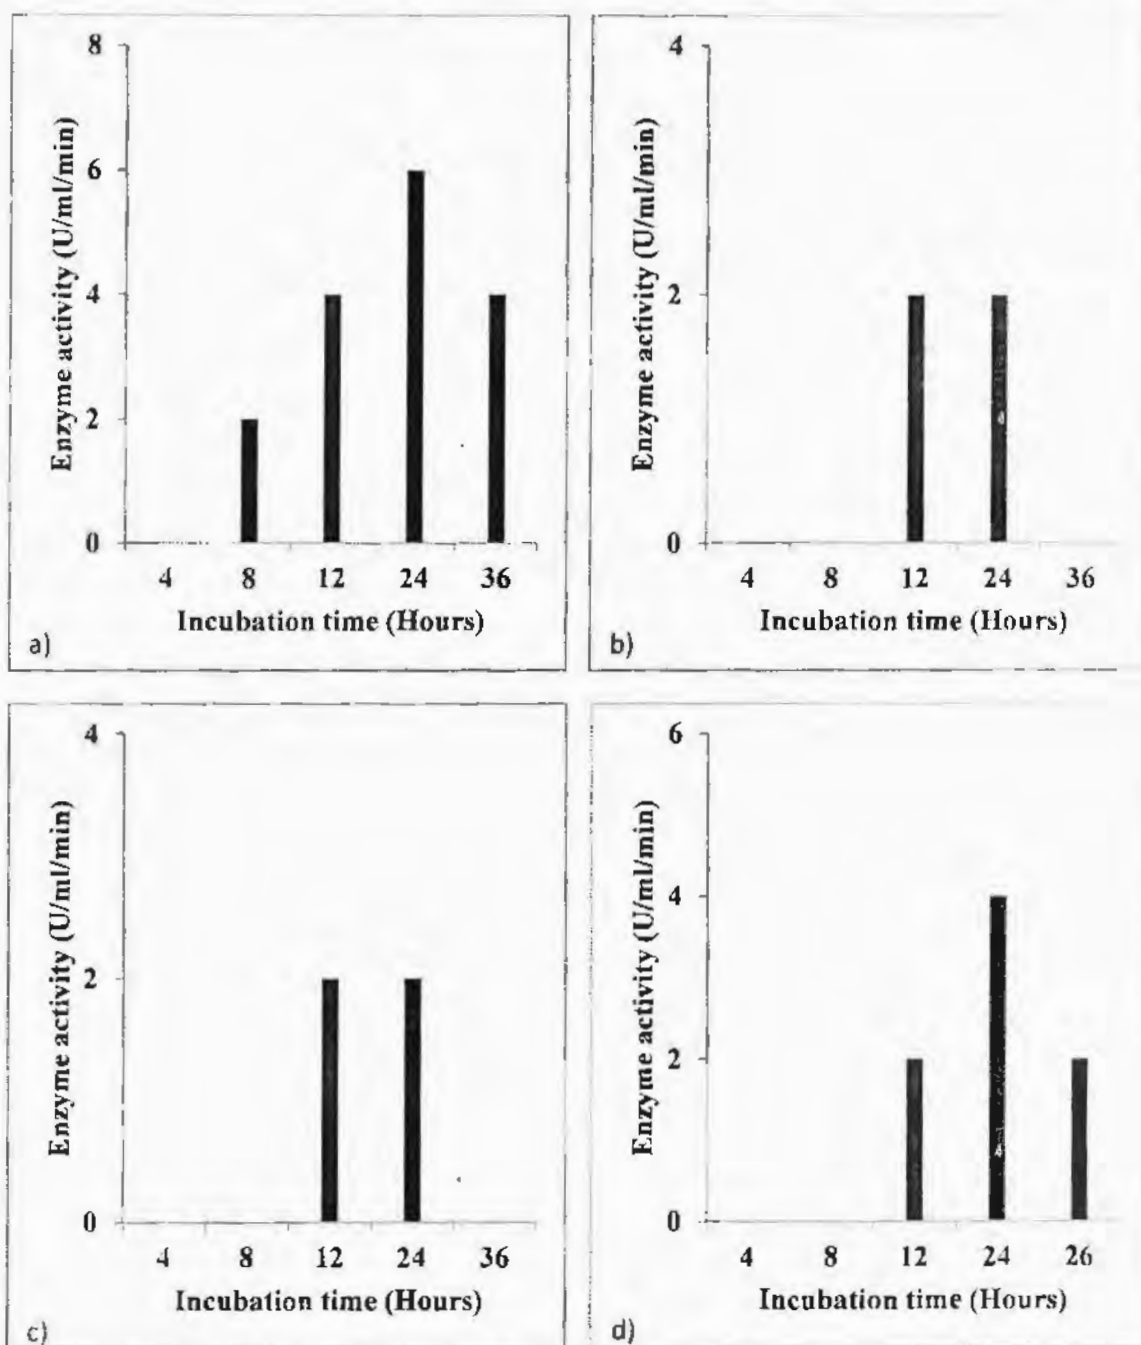 8
6
4
2
0
Enzyme activity (U/ml/min)
4 8 12 24 36
Incubation time (Hours)
a)
4
2
0
Enzyme activity (U/ml/min)
4 8 12 24 36
Incubation time (Hours)
b)
4
2
0
Enzyme activity (U/ml/min)
4 8 12 24 36
Incubation time (Hours)
c)
6
4
2
0
Enzyme activity (U/ml/min)
4 8 12 24 26
Incubation time (Hours)
d)